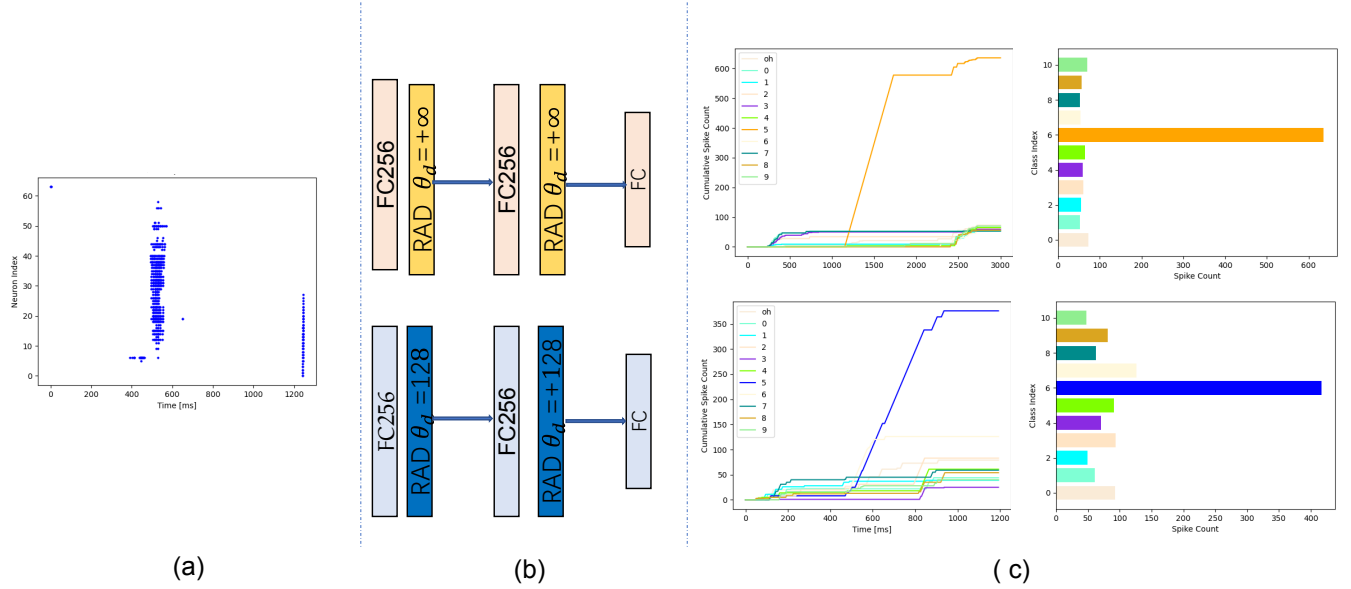 Neuron Index
60
50
40
30
20
10
0
0 200 400 600 800 1000 1200
Time [ms]
(a)
FC256
RAD θd=+∞
FC256
RAD θd=+∞
FC
FC256
RAD θd=128
FC256
RAD θd=+128
FC
(b)
Cumulative Spike Count
600
500
400
300
200
100
0
oh
0
1
2
3
4
5
6
7
8
9
0 500 1000 1500 2000 2500 3000
Class Index
10
8
6
4
2
0
0 100 200 300 400 500 600
Spike Count
Cumulative Spike Count
350
300
250
200
150
100
50
0
oh
0
1
2
3
4
5
6
7
8
9
0 200 400 600 800 1000 1200
Time [ms]
Class Index
10
8
6
4
2
0
0 50 100 150 200 250 300 350 400
Spike Count
( c)